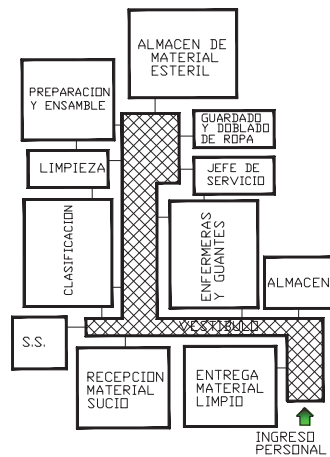 ALMACEN DE
MATERIAL
ESTERIL
PREPARACION
Y ENSAMBLE
GUARDADO
Y DOBLADO
DE ROPA
LIMPIEZA
JEFE DE
SERVICIO
CLASIFICACION
ENFERMERAS
Y GUANTES
ALMACEN
VESTIBULO
S.S.
RECEPCION
MATERIAL
SUCIO
ENTREGA
MATERIAL
LIMPIO
INGRESO
PERSONAL